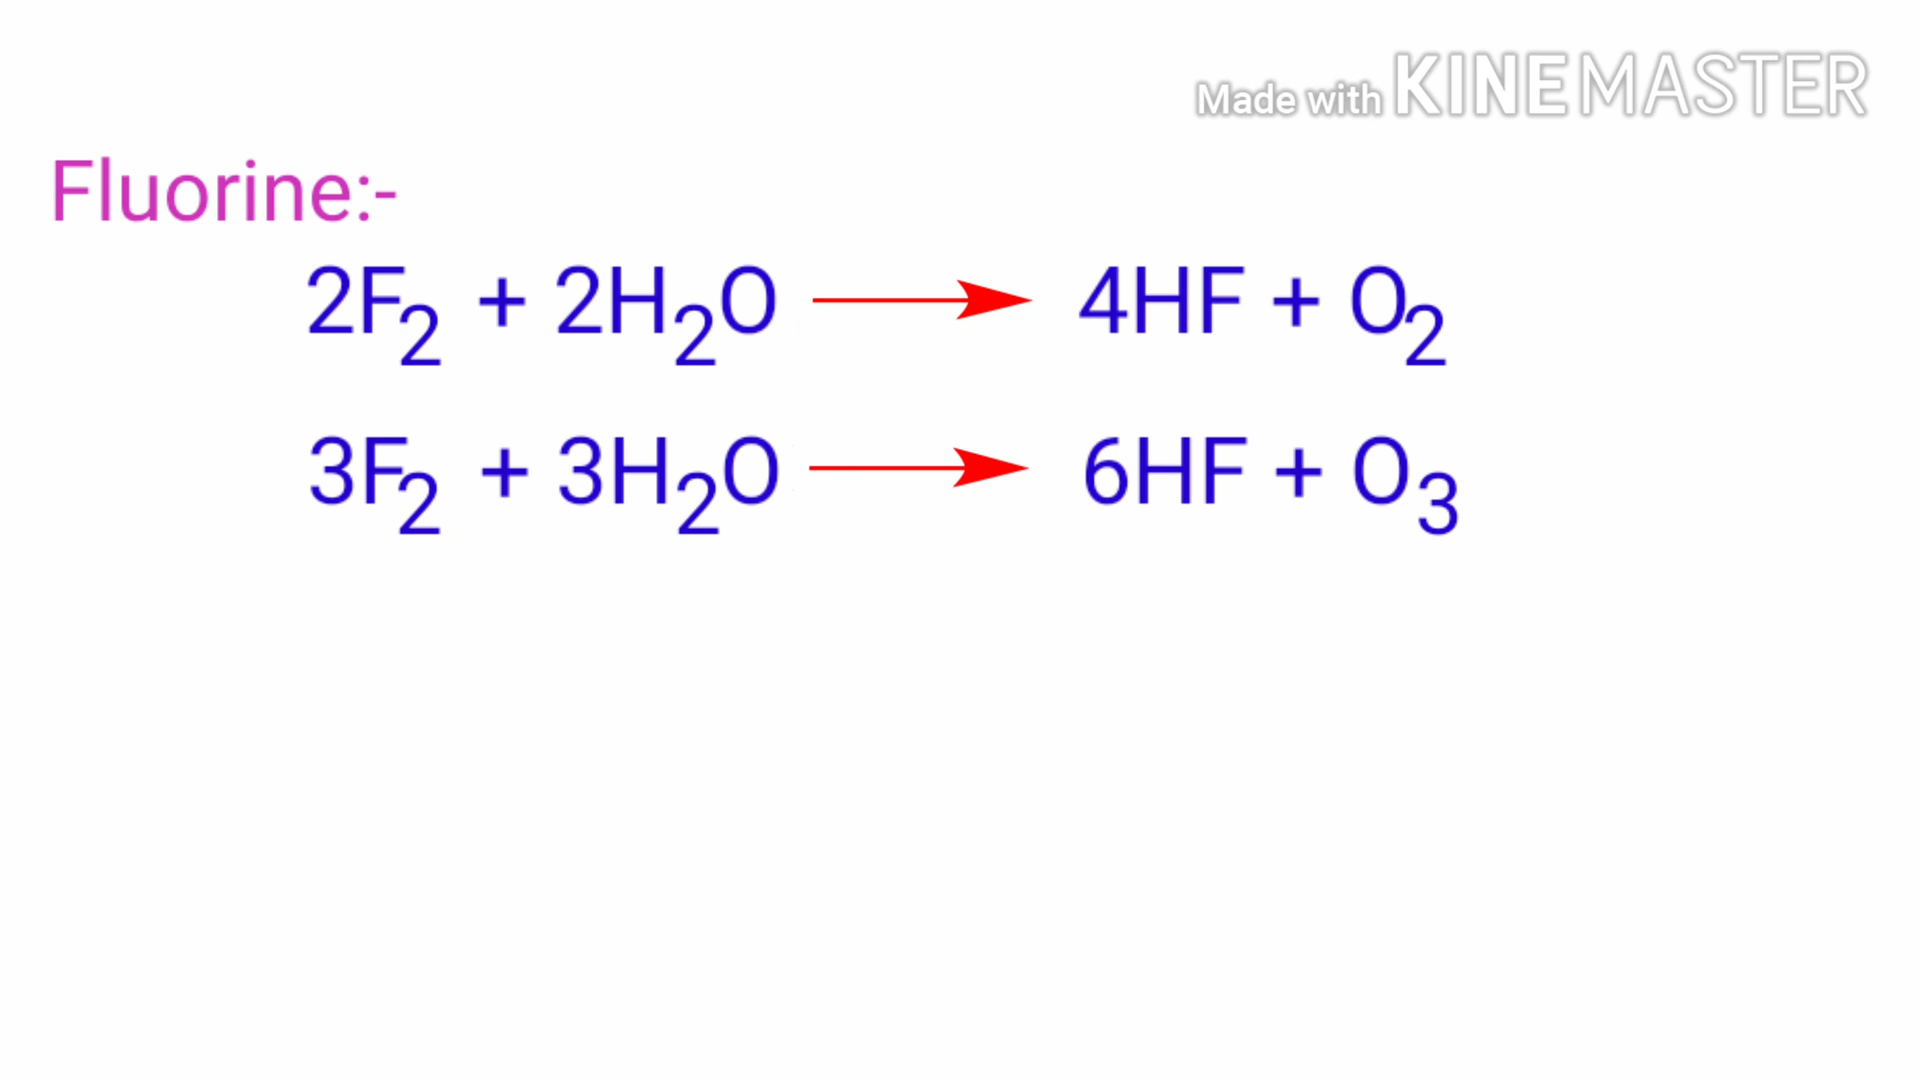 Made with KINEMASTER
Fluorine:-
2F₂ + 2H₂O ⟶ 4HF + O₂
3F₂ + 3H₂O ⟶ 6HF + O₃